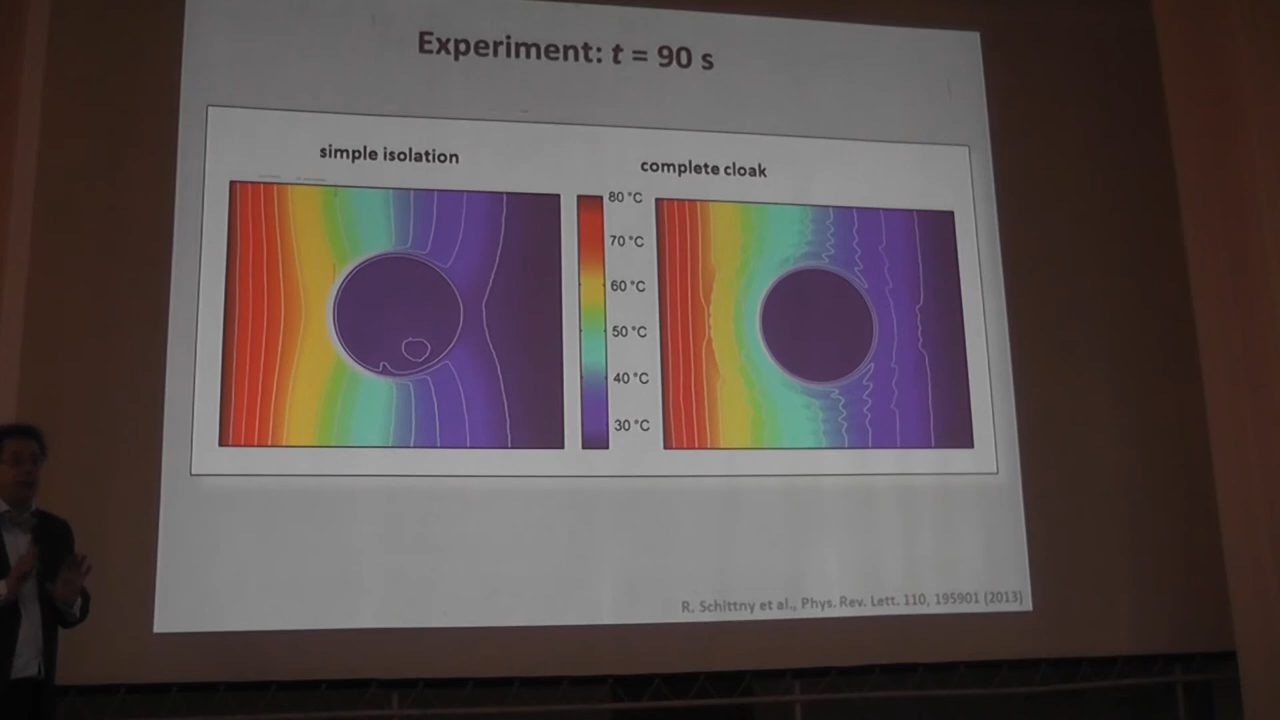 Experiment: t = 90 s
simple isolation
complete cloak
80 °C
70 °C
60 °C
50 °C
40 °C
30 °C
R. Schittny et al., Phys. Rev. Lett. 110, 195901 (2013)